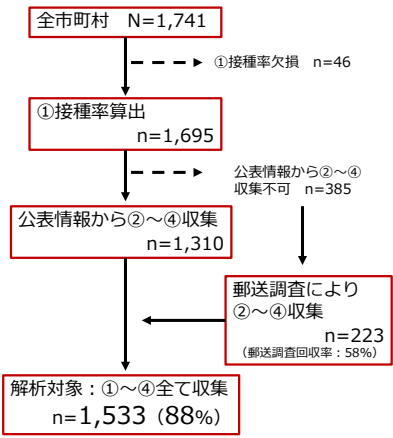 全市町村 N=1,741
①接種率欠損 n=46
①接種率算出
n=1,695
公表情報から②～④
収集不可 n=385
公表情報から②～④収集
n=1,310
郵送調査により
②～④収集
n=223
（郵送調査回収率：58%）
解析対象：①～④全て収集
n=1,533（88%）